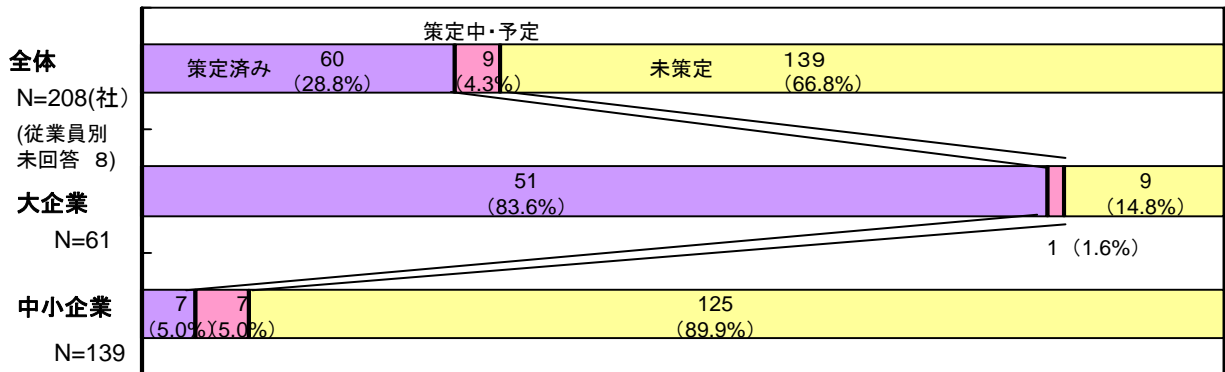 策定中・予定
全体
策定済み
60
(28.8%)
9
(4.3%)
未策定
139
(66.8%)
N=208(社)
(従業員別
未回答 8)
大企業
51
(83.6%)
9
(14.8%)
N=61
1 (1.6%)
中小企業
7
(5.0%)
7
(5.0%)
125
(89.9%)
N=139